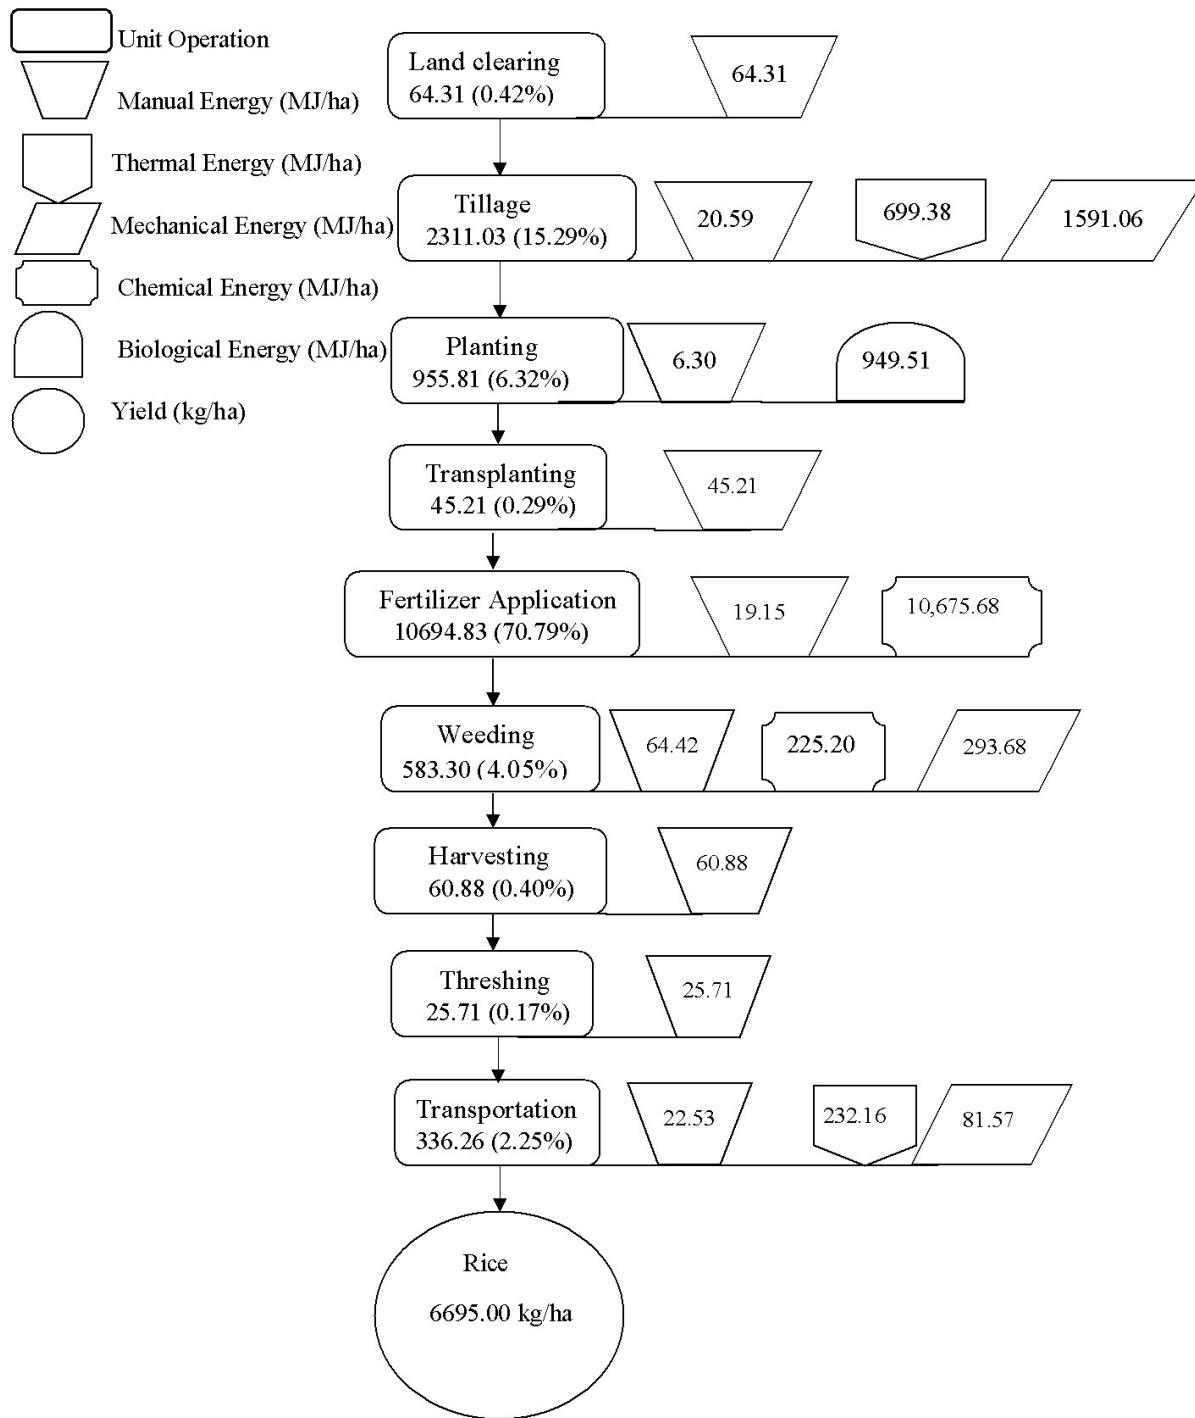 Unit Operation
Manual Energy (MJ/ha)
Thermal Energy (MJ/ha)
Mechanical Energy (MJ/ha)
Chemical Energy (MJ/ha)
Biological Energy (MJ/ha)
Yield (kg/ha)
Land clearing
64.31 (0.42%)
64.31
Tillage
2311.03 (15.29%)
20.59
699.38
1591.06
Planting
955.81 (6.32%)
6.30
949.51
Transplanting
45.21 (0.29%)
45.21
Fertilizer Application
10694.83 (70.79%)
19.15
10,675.68
Weeding
583.30 (4.05%)
64.42
225.20
293.68
Harvesting
60.88 (0.40%)
60.88
Threshing
25.71 (0.17%)
25.71
Transportation
336.26 (2.25%)
22.53
232.16
81.57
Rice
6695.00 kg/ha